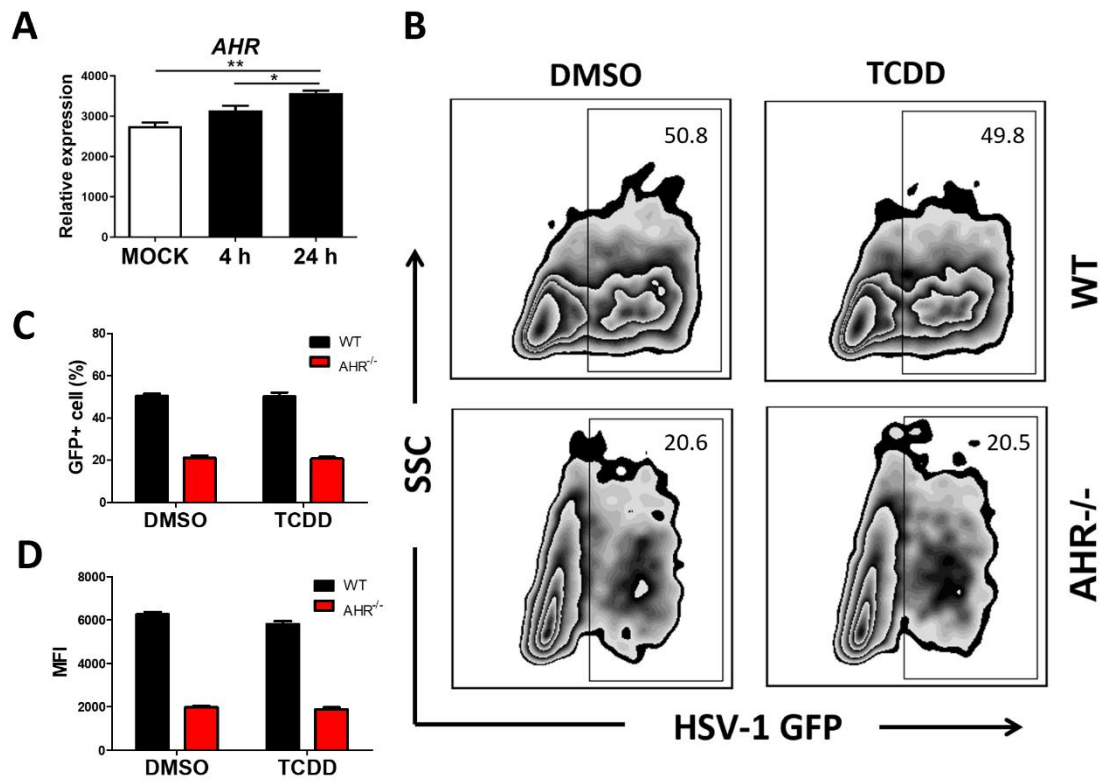 A
AHR
**
*
Relative expression
4000
3000
2000
1000
0
MOCK 4 h 24 h
B
DMSO TCDD
50.8 49.8
WT
20.6 20.5
AHR-/-
SSC
HSV-1 GFP
C
GFP+ cell (%)
80
60
40
20
0
WT
AHR-/-
DMSO TCDD
D
MFI
8000
6000
4000
2000
0
WT
AHR-/-
DMSO TCDD